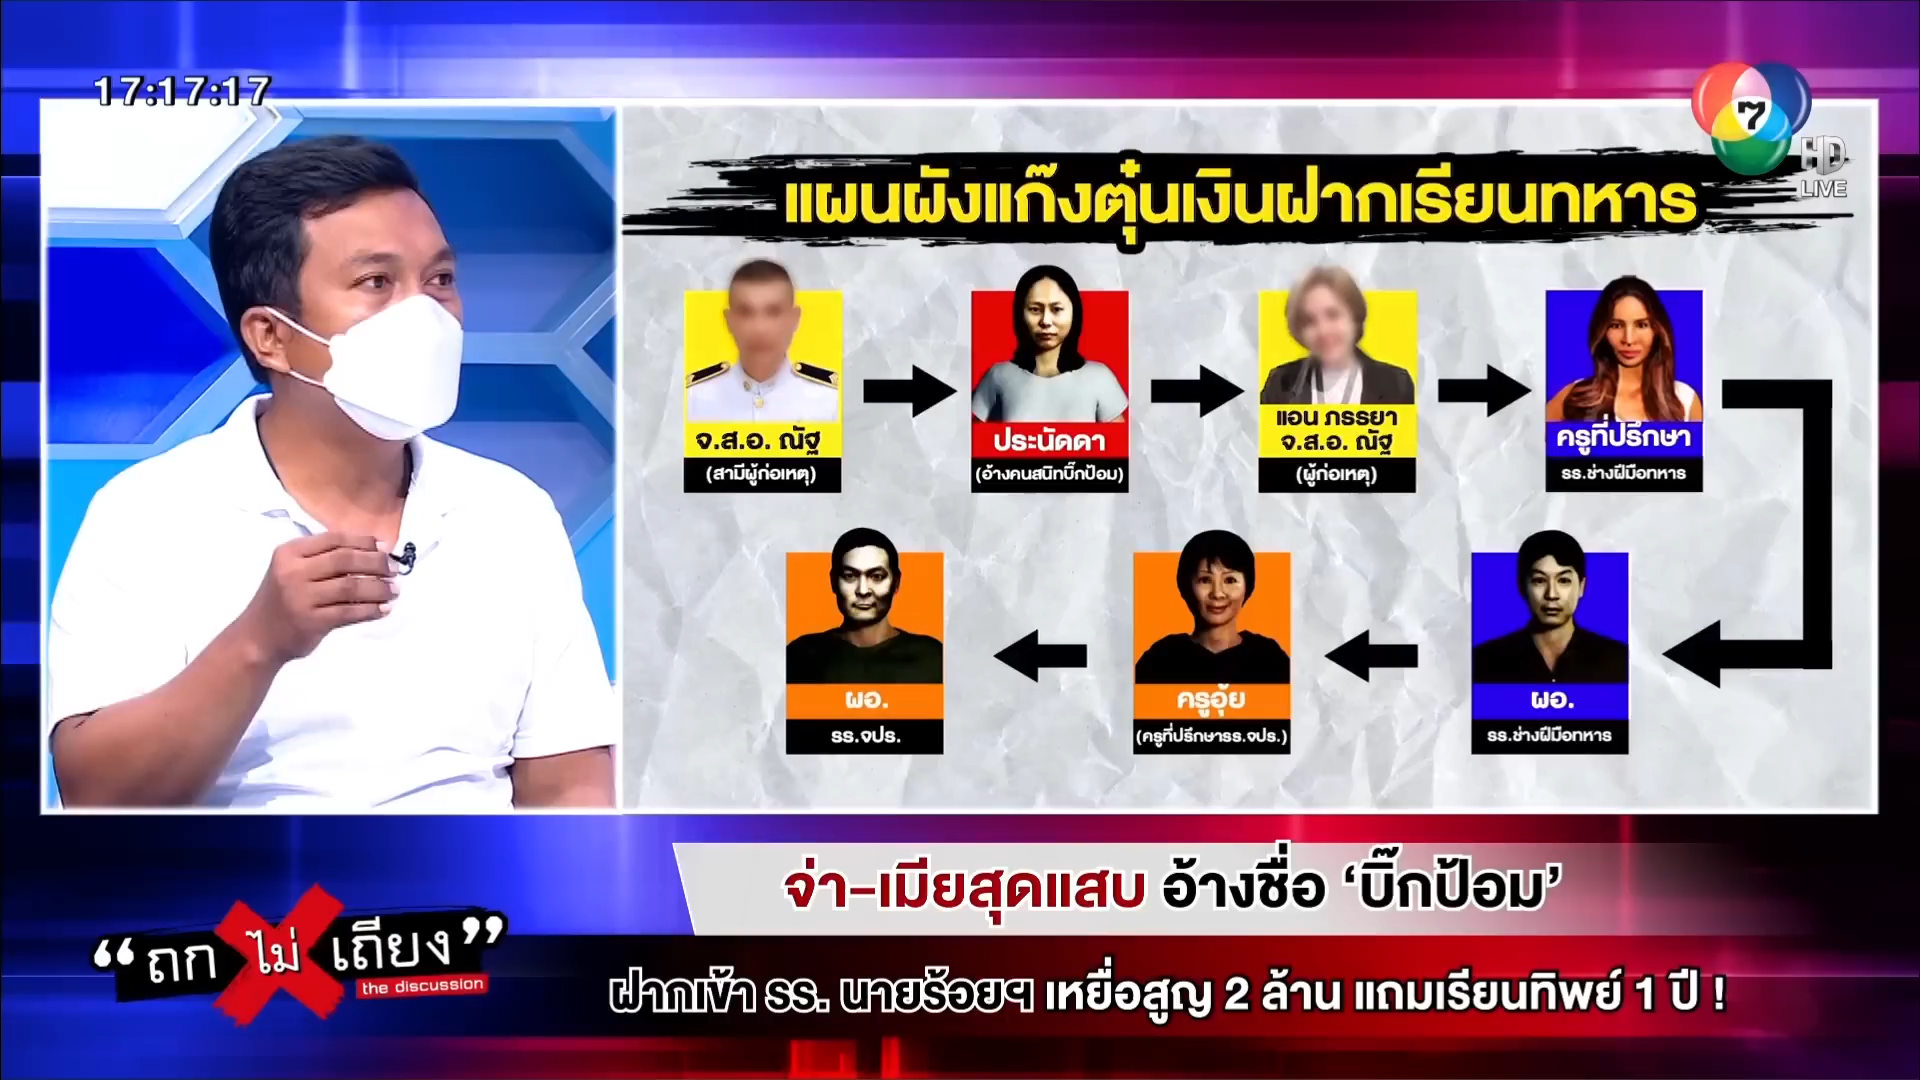 17:17:17
7
HD
LIVE
แผนผังแก๊งตุ๋นเงินฝากเรียนทหาร
จ.ส.อ. ณัฐ
(สามีผู้ก่อเหตุ)
ประนัดดา
(อ้างคนสนิทบิ๊กป้อม)
แอน ภรรยา
จ.ส.อ. ณัฐ
(ผู้ก่อเหตุ)
ครูที่ปรึกษา
รร.ช่างฝีมือทหาร
ผอ.
รร.จปร.
ครูอุ้ย
(ครูที่ปรึกษารร.จปร.)
ผอ.
รร.ช่างฝีมือทหาร
จ่า-เมียสุดแสบ อ้างชื่อ ‘บิ๊กป้อม’
“ถกไม่เถียง”
the discussion
ฝากเข้า รร. นายร้อยฯ เหยื่อสูญ 2 ล้าน แถมเรียนทิพย์ 1 ปี !